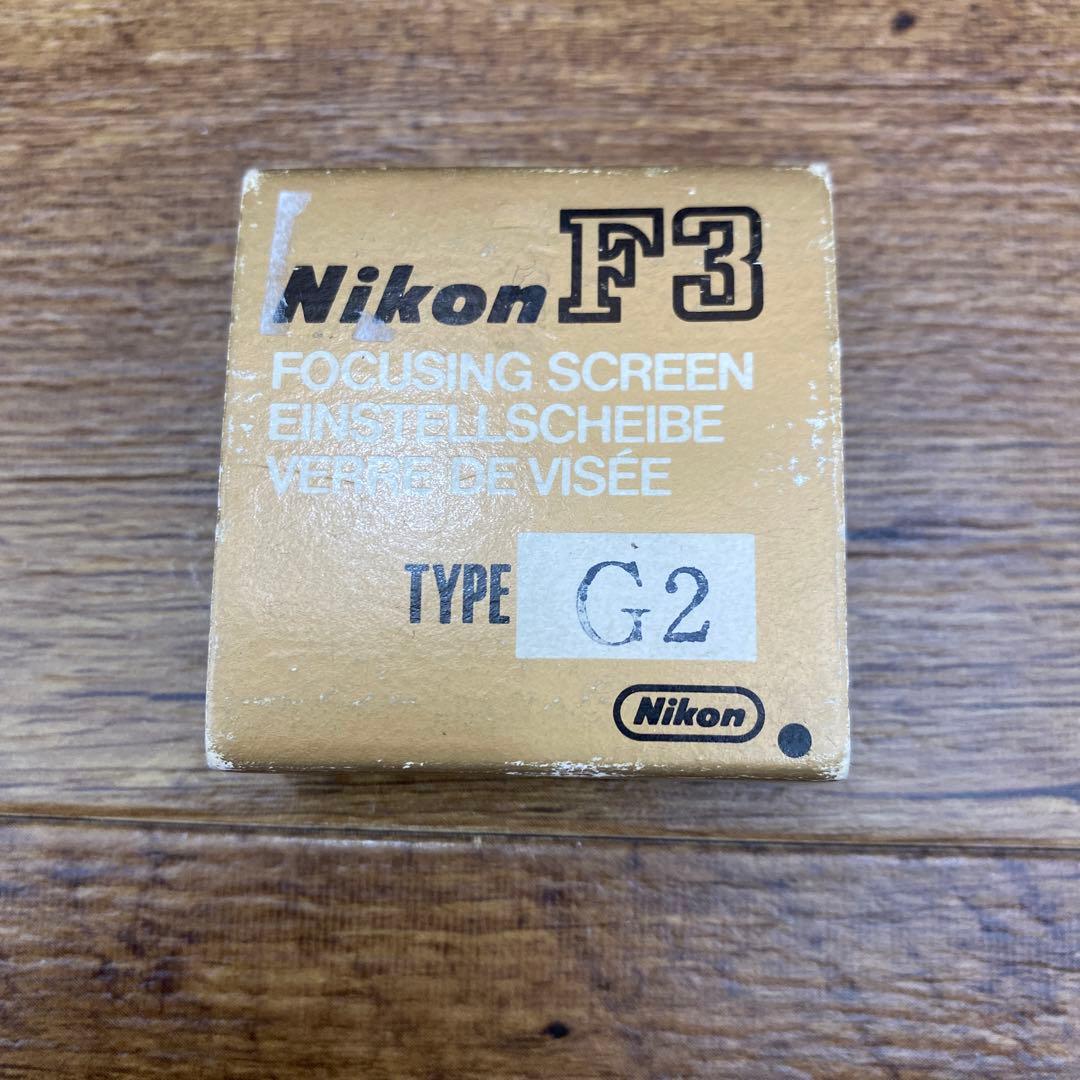 Nikon F3
FOCUSING SCREEN
EINSTELLSCHEIBE
VERRE DE VISÉE
TYPE G2
Nikon